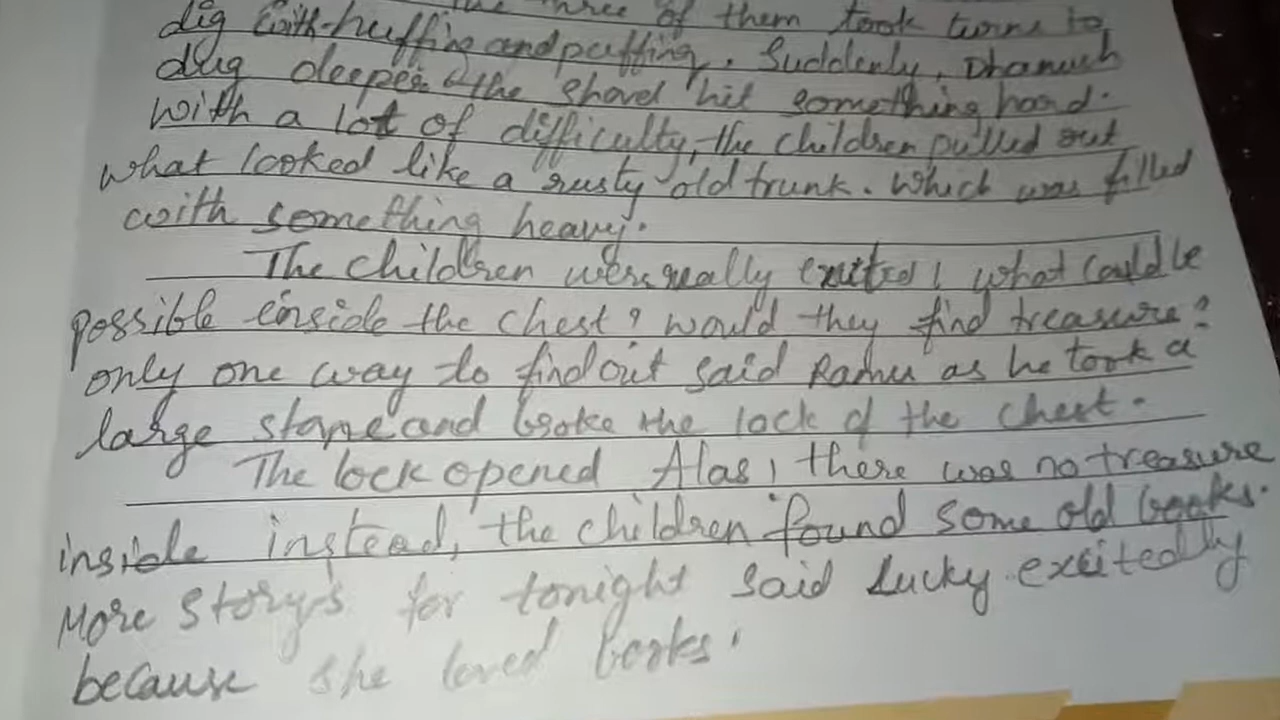 the three of them took turns to
dig with huffing and puffing. Suddenly, Dhanush
dug deeper the shovel hit something hard.
with a lot of difficulty, the children pulled out
what looked like a rusty old trunk. which was filled
with something heavy.
The children were really exited, what could be
possible inside the chest? would they find treasure?
only one way to find out said Ramu as he took a
large stone and broke the lock of the chest.
The lock opened Alas, there was no treasure
inside instead, the children found some old books.
More story's for tonight said Lucky excitedly
because she loved books.